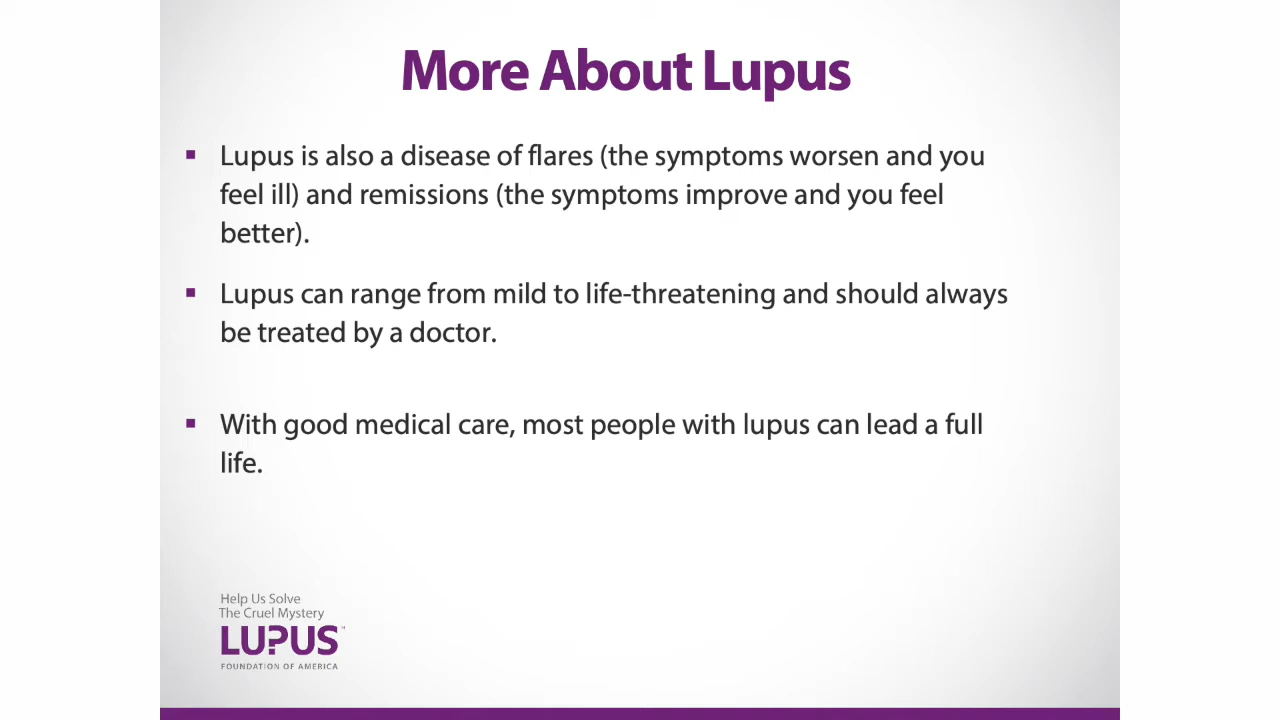 More About Lupus
▪ Lupus is also a disease of flares (the symptoms worsen and you
feel ill) and remissions (the symptoms improve and you feel
better).
▪ Lupus can range from mild to life-threatening and should always
be treated by a doctor.
▪ With good medical care, most people with lupus can lead a full
life.
Help Us Solve
The Cruel Mystery
LUPUS™
FOUNDATION OF AMERICA